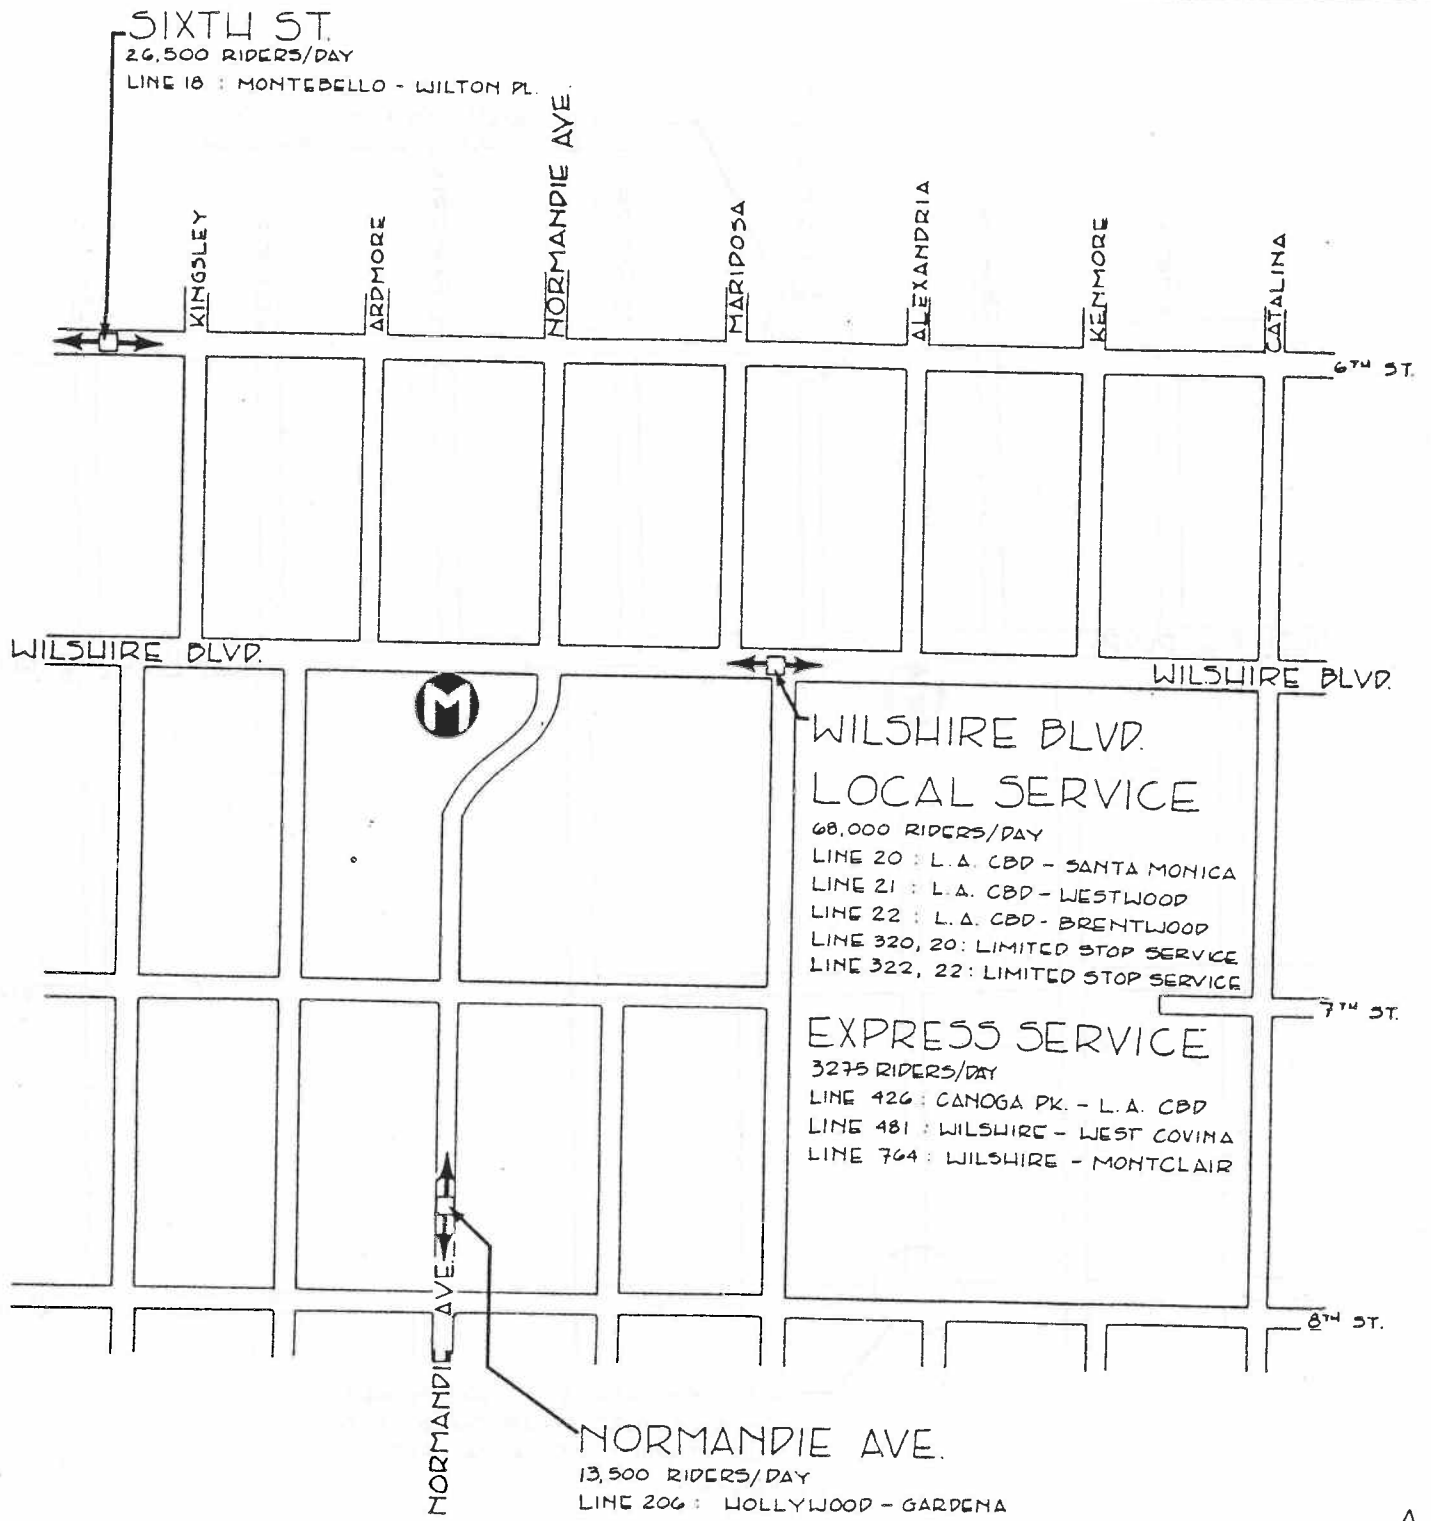 SIXTH ST.
26,500 RIDERS/DAY
LINE 18 : MONTEBELLO - WILTON PL.
KINGSLEY
ARDMORE
NORMANDIE AVE.
MARIPOSA
ALEXANDRIA
KENMORE
CATALINA
6TH ST.
WILSHIRE BLVD.
WILSHIRE BLVD.
M
WILSHIRE BLVD.
LOCAL SERVICE
68,000 RIDERS/DAY
LINE 20 : L.A. CBD - SANTA MONICA
LINE 21 : L.A. CBD - WESTWOOD
LINE 22 : L.A. CBD - BRENTWOOD
LINE 320, 20: LIMITED STOP SERVICE
LINE 322, 22: LIMITED STOP SERVICE
7TH ST.
EXPRESS SERVICE
3275 RIDERS/DAY
LINE 426 : CANOGA PK. - L.A. CBD
LINE 481 : WILSHIRE - WEST COVINA
LINE 764 : WILSHIRE - MONTCLAIR
8TH ST.
NORMANDIE AVE.
NORMANDIE AVE.
13,500 RIDERS/DAY
LINE 206 : HOLLYWOOD - GARDENA